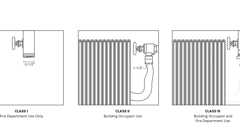 CLASS I
Fire Department Use Only
CLASS II
Building Occupant Use
CLASS III
Building Occupant and
Fire Department Use